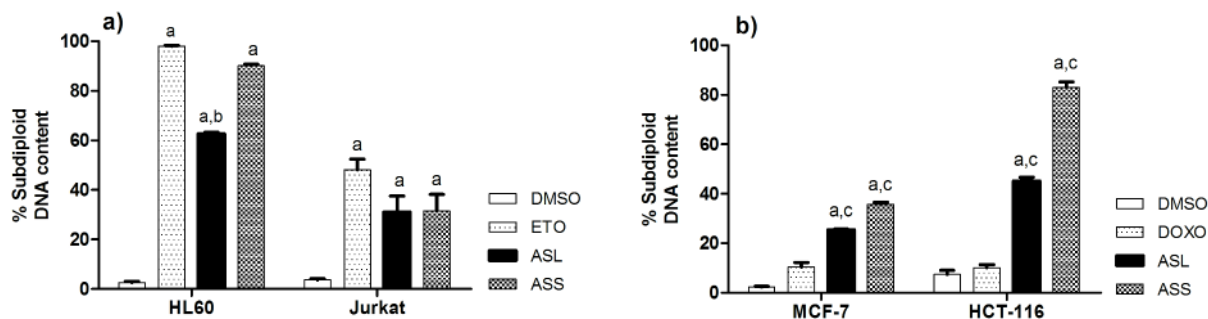 a)
% Subdiploid
DNA content
100
80
60
40
20
0
a
a,b
a
a
a
a
HL60
Jurkat
DMSO
ETO
ASL
ASS
b)
% Subdiploid
DNA content
100
80
60
40
20
0
a,c
a,c
a,c
a,c
MCF-7
HCT-116
DMSO
DOXO
ASL
ASS